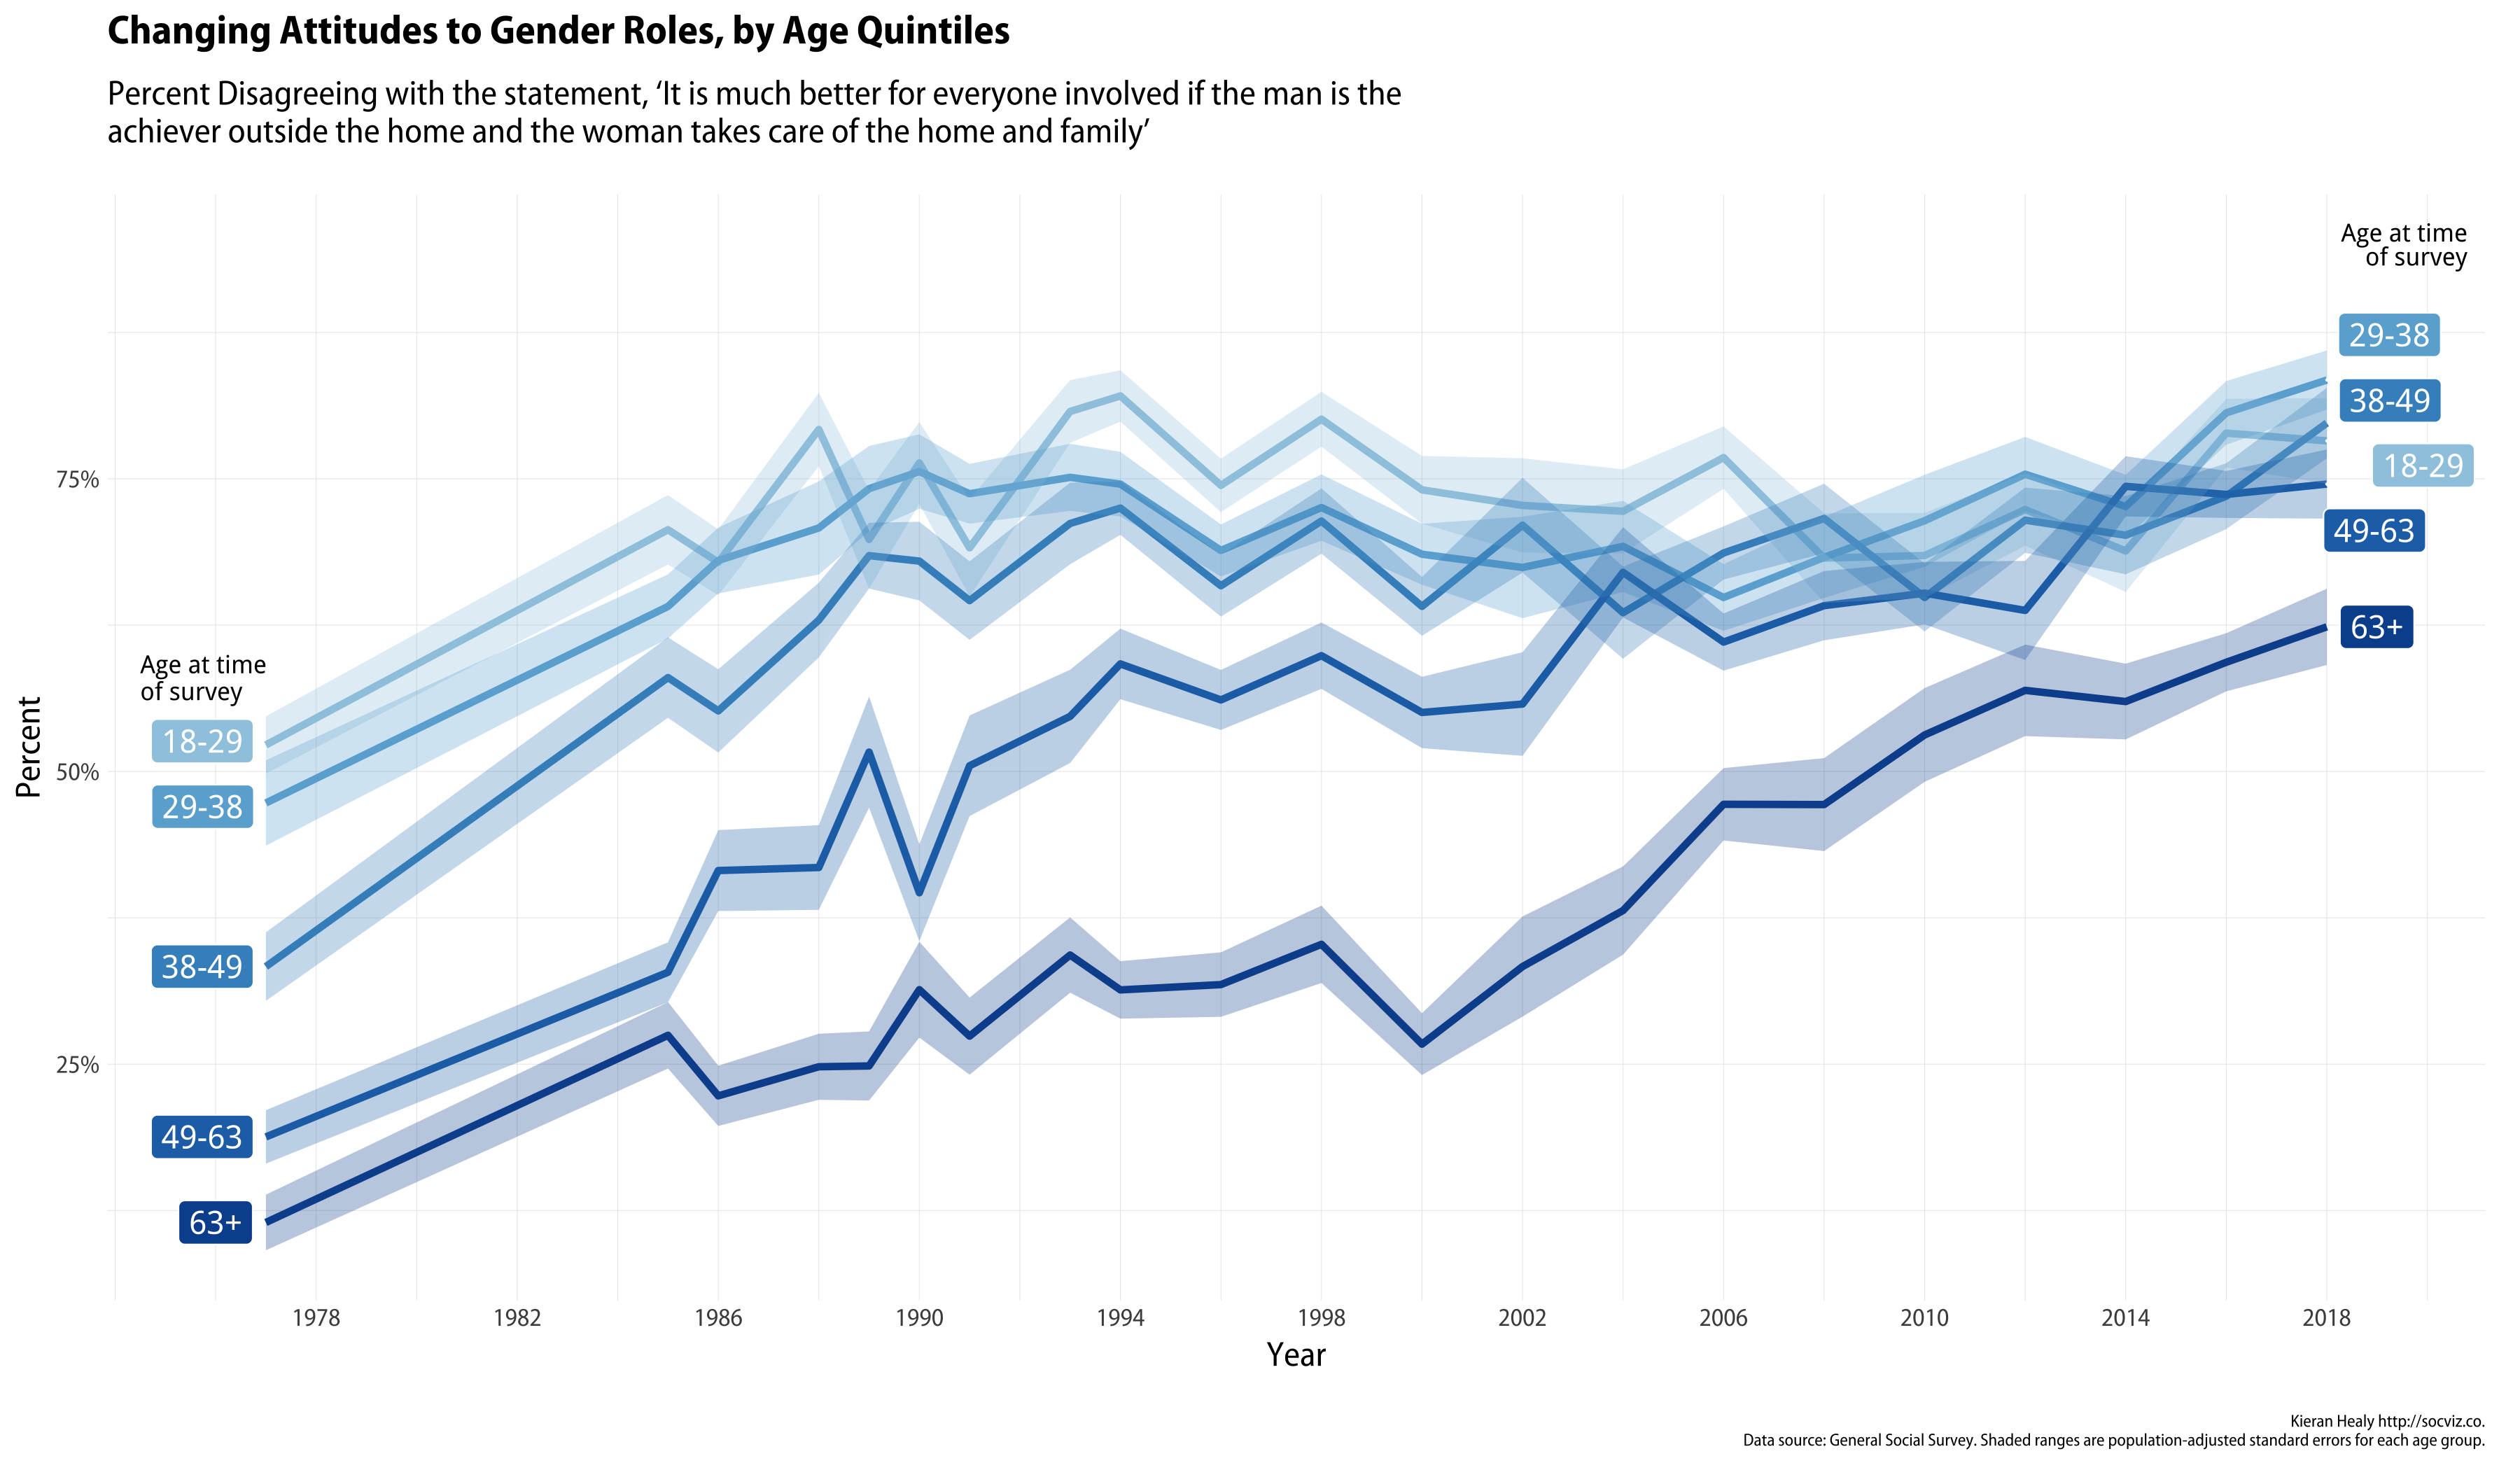 Changing Attitudes to Gender Roles, by Age Quintiles
Percent Disagreeing with the statement, ‘It is much better for everyone involved if the man is the
achiever outside the home and the woman takes care of the home and family’
Age at time
of survey
29-38
38-49
18-29
49-63
63+
Age at time
of survey
18-29
29-38
38-49
49-63
63+
Percent
75%
50%
25%
1978
1982
1986
1990
1994
1998
2002
2006
2010
2014
2018
Year
Kieran Healy http://socviz.co.
Data source: General Social Survey. Shaded ranges are population-adjusted standard errors for each age group.